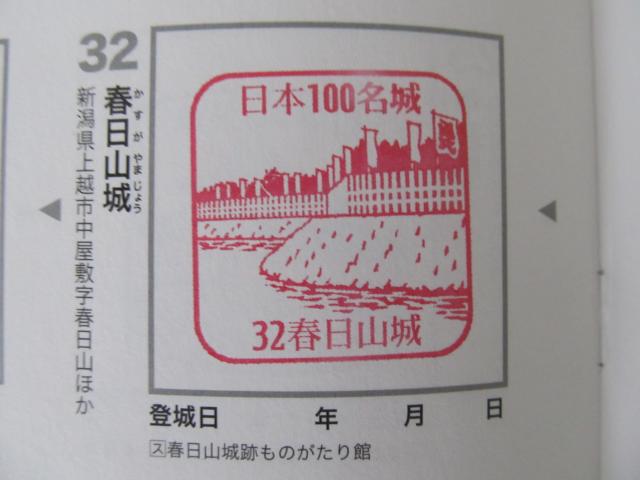 32
春日山城
かすがやまじょう
新潟県上越市中屋敷字春日山ほか
日本100名城
32春日山城
登城日 年 月 日
ス春日山城跡ものがたり館